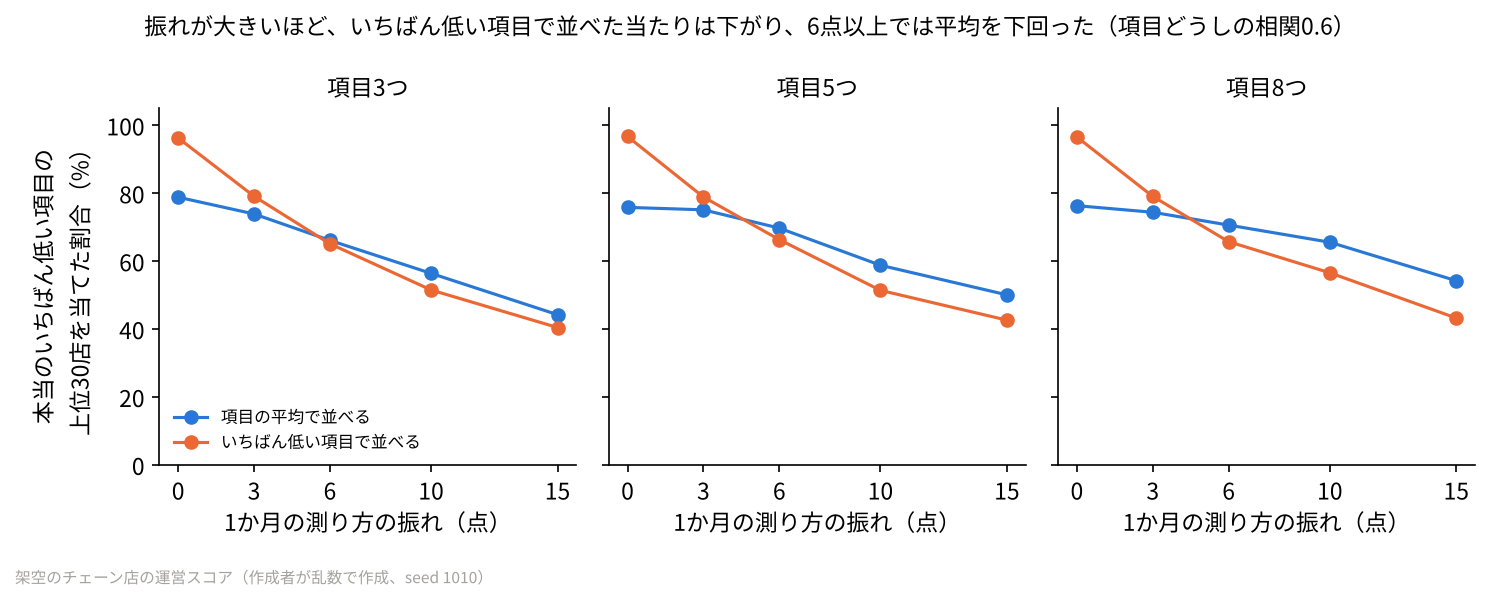 振れが大きいほど、いちばん低い項目で並べた当たりは下がり、6点以上では平均を下回った（項目どうしの相関0.6）
項目3つ
項目5つ
項目8つ
本当のいちばん低い項目の
上位30店を当てた割合（%）
100
80
60
40
20
0
項目の平均で並べる
いちばん低い項目で並べる
0 3 6 10 15
0 3 6 10 15
0 3 6 10 15
1か月の測り方の振れ（点）
1か月の測り方の振れ（点）
1か月の測り方の振れ（点）
架空のチェーン店の運営スコア（作成者が乱数で作成、seed 1010）